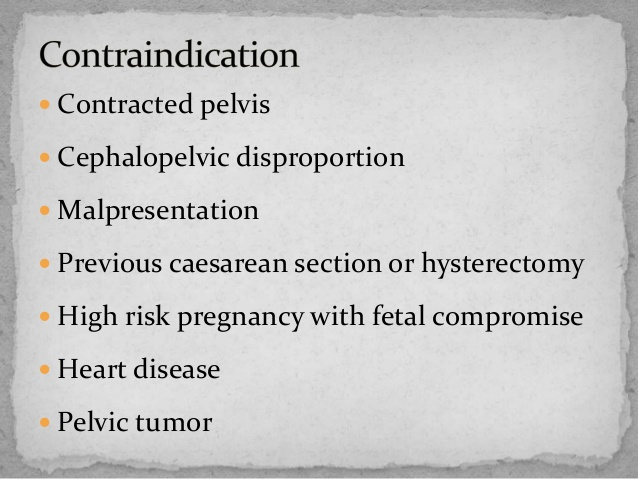 Contraindication
• Contracted pelvis
• Cephalopelvic disproportion
• Malpresentation
• Previous caesarean section or hysterectomy
• High risk pregnancy with fetal compromise
• Heart disease
• Pelvic tumor